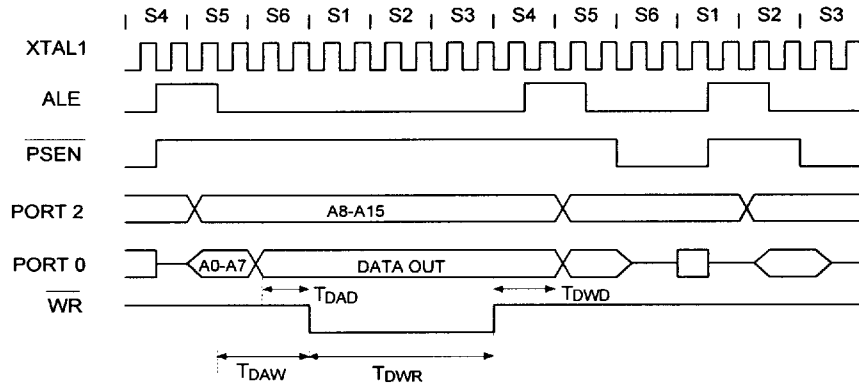 S4 S5 S6 S1 S2 S3 S4 S5 S6 S1 S2 S3
XTAL1
ALE
PSEN
PORT 2 A8-A15
PORT 0 A0-A7 DATA OUT
WR TDAD TDWD
TDAW TDWR